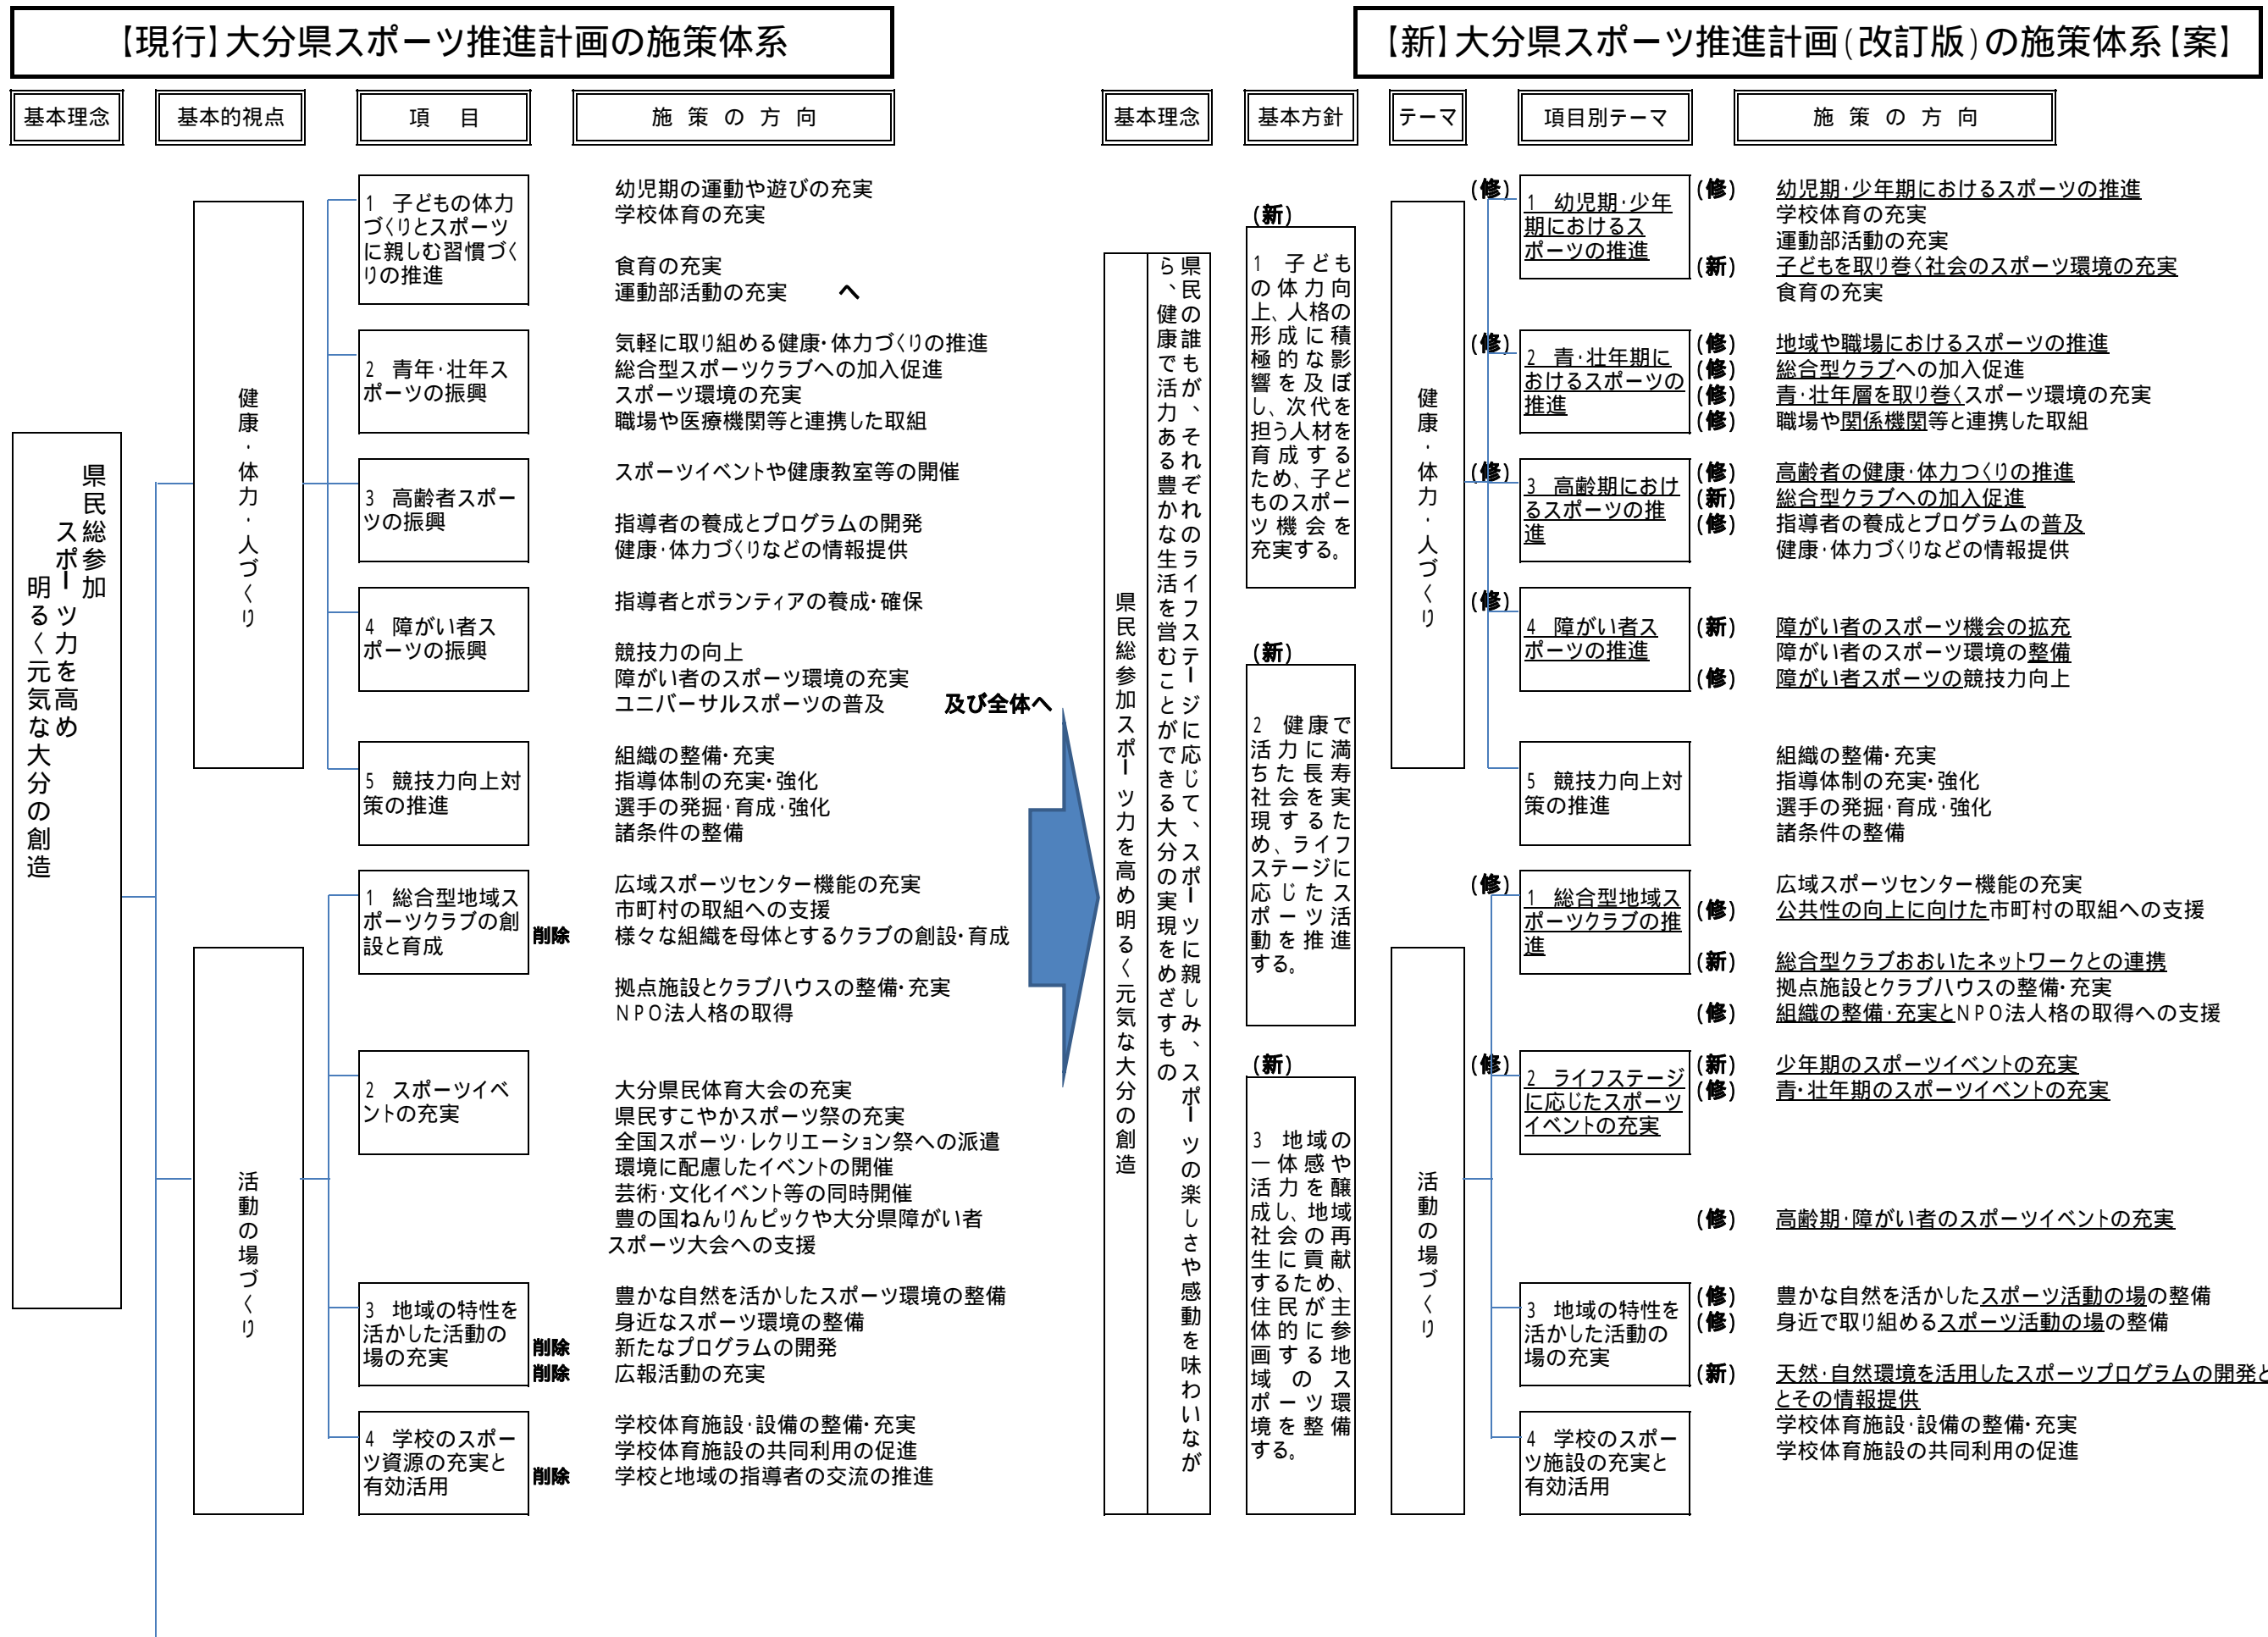 【現行】大分県スポーツ推進計画の施策体系
基本理念
基本的視点
項　目
施 策 の 方 向
県民総参加
スポーツ力を高め
明るく元気な大分の創造
健康・体力・人づくり
1　子どもの体力
づくりとスポーツ
に親しむ習慣づく
りの推進
幼児期の運動や遊びの充実
学校体育の充実
食育の充実
運動部活動の充実　へ
2　青年・壮年ス
ポーツの振興
気軽に取り組める健康・体力づくりの推進
総合型スポーツクラブへの加入促進
スポーツ環境の充実
職場や医療機関等と連携した取組
3　高齢者スポー
ツの振興
スポーツイベントや健康教室等の開催
指導者の養成とプログラムの開発
健康・体力づくりなどの情報提供
4　障がい者ス
ポーツの振興
指導者とボランティアの養成・確保
競技力の向上
障がい者のスポーツ環境の充実
ユニバーサルスポーツの普及　及び全体へ
5　競技力向上対
策の推進
組織の整備・充実
指導体制の充実・強化
選手の発掘・育成・強化
諸条件の整備
活動の場づくり
1　総合型地域ス
ポーツクラブの創
設と育成
広域スポーツセンター機能の充実
市町村の取組への支援
削除　様々な組織を母体とするクラブの創設・育成
拠点施設とクラブハウスの整備・充実
NPO法人格の取得
2　スポーツイベ
ントの充実
大分県民体育大会の充実
県民すこやかスポーツ祭の充実
全国スポーツ・レクリエーション祭への派遣
環境に配慮したイベントの開催
芸術・文化イベント等の同時開催
豊の国ねんりんピックや大分県障がい者
スポーツ大会への支援
3　地域の特性を
活かした活動の
場の充実
豊かな自然を活かしたスポーツ環境の整備
身近なスポーツ環境の整備
削除　新たなプログラムの開発
削除　広報活動の充実
4　学校のスポー
ツ資源の充実と
有効活用
学校体育施設・設備の整備・充実
学校体育施設の共同利用の促進
削除　学校と地域の指導者の交流の推進
【新】大分県スポーツ推進計画(改訂版)の施策体系【案】
基本理念
基本方針
テーマ
項目別テーマ
施 策 の 方 向
県民の誰もが、それぞれのライフステージに応じて、スポーツに親しみ、スポーツの楽しさや感動を味わいなが
ら、健康で活力ある豊かな生活を営むことができる大分の実現をめざすもの
県民総参加スポーツ力を高め明るく元気な大分の創造
(新)
1　子ども
の体力向
上、人格の
形成に積
極的な影
響を及ぼ
し、次代を
担う人材を
育成する
ため、子ど
ものスポー
ツ機会を
充実する。
(新)
2　健康で
活力に満
ちた長寿
社会を実
現するた
め、ライフ
ステージに
応じたス
ポーツ活
動を推進
する。
(新)
3　地域の
一体感や
活力を醸
成し、地域
社会の再
生に貢献
するため、
住民が主
体的に参
画する地
域のス
ポーツ環
境を整備
する。
健康・体力・人づくり
(修)
1　幼児期・少年
期におけるス
ポーツの推進
(修)　幼児期・少年期におけるスポーツの推進
学校体育の充実
運動部活動の充実
(新)　子どもを取り巻く社会のスポーツ環境の充実
食育の充実
(修)
2　青・壮年期に
おけるスポーツの
推進
(修)　地域や職場におけるスポーツの推進
(修)　総合型クラブへの加入促進
(修)　青・壮年層を取り巻くスポーツ環境の充実
(修)　職場や関係機関等と連携した取組
(修)
3　高齢期におけ
るスポーツの推
進
(修)　高齢者の健康・体力つくりの推進
(新)　総合型クラブへの加入促進
(修)　指導者の養成とプログラムの普及
健康・体力づくりなどの情報提供
(修)
4　障がい者ス
ポーツの推進
(新)　障がい者のスポーツ機会の拡充
障がい者のスポーツ環境の整備
(修)　障がい者スポーツの競技力向上
5　競技力向上対
策の推進
組織の整備・充実
指導体制の充実・強化
選手の発掘・育成・強化
諸条件の整備
活動の場づくり
(修)
1　総合型地域ス
ポーツクラブの推
進
広域スポーツセンター機能の充実
(修)　公共性の向上に向けた市町村の取組への支援
(新)　総合型クラブおおいたネットワークとの連携
拠点施設とクラブハウスの整備・充実
(修)　組織の整備・充実とNPO法人格の取得への支援
(修)
2　ライフステージ
に応じたスポーツ
イベントの充実
(新)　少年期のスポーツイベントの充実
(修)　青・壮年期のスポーツイベントの充実
(修)　高齢期・障がい者のスポーツイベントの充実
3　地域の特性を
活かした活動の
場の充実
(修)　豊かな自然を活かしたスポーツ活動の場の整備
(修)　身近で取り組めるスポーツ活動の場の整備
(新)　天然・自然環境を活用したスポーツプログラムの開発と
とその情報提供
4　学校のスポー
ツ施設の充実と
有効活用
学校体育施設・設備の整備・充実
学校体育施設の共同利用の促進